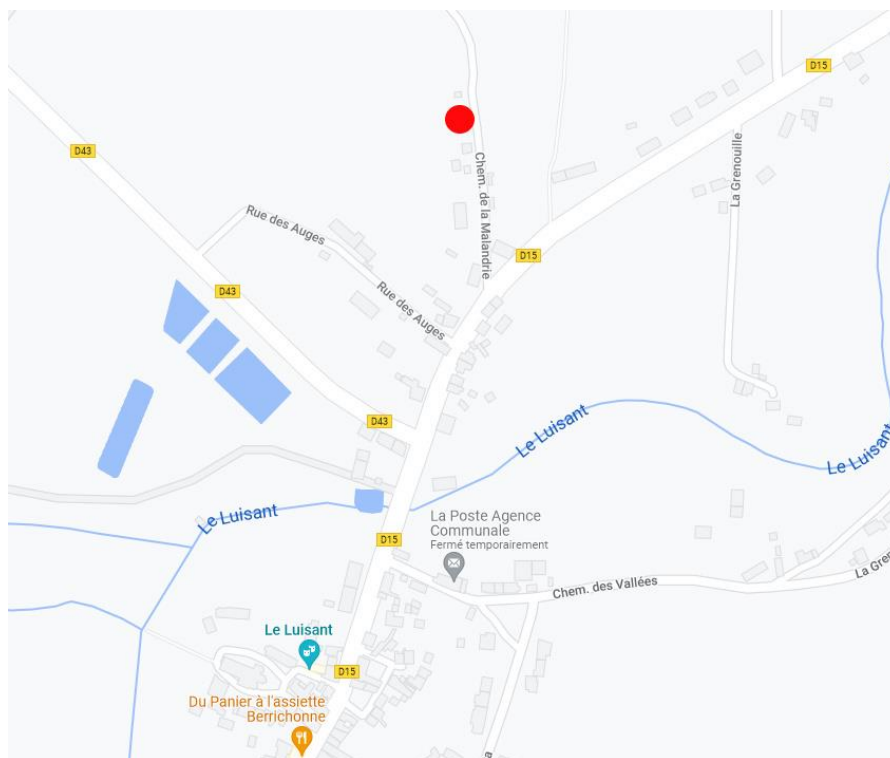 D15
D43
Chem. de la Malandrie
La Grenouille
Rue des Auges
D15
D43
Rue des Auges
D43
Le Luisant
Le Luisant
Le Luisant
La Poste Agence
Communale
Fermé temporairement
D15
Chem. des Vallées
Le Luisant
D15
Du Panier à l'assiette
Berrichonne